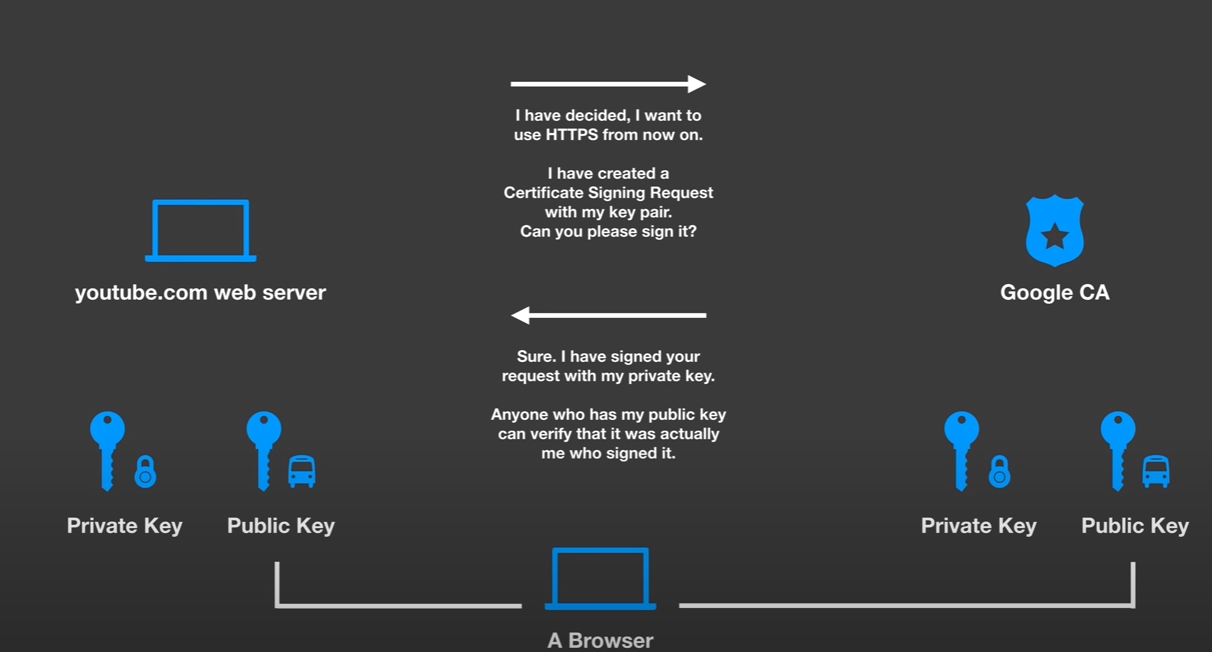 I have decided, I want to
use HTTPS from now on.
I have created a
Certificate Signing Request
with my key pair.
Can you please sign it?
youtube.com web server
Google CA
Sure. I have signed your
request with my private key.
Anyone who has my public key
can verify that it was actually
me who signed it.
Private Key
Public Key
Private Key
Public Key
A Browser